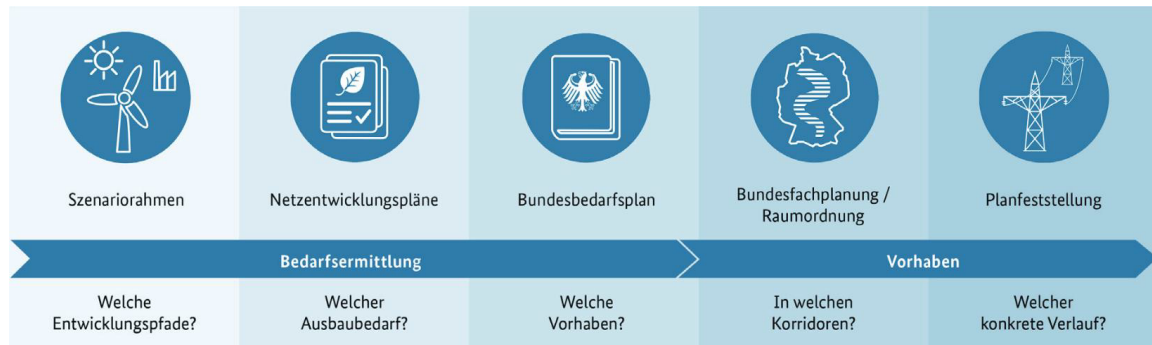 Szenariorahmen
Netzentwicklungspläne
Bundesbedarfsplan
Bundesfachplanung /
Raumordnung
Planfeststellung
Bedarfsermittlung
Vorhaben
Welche
Entwicklungspfade?
Welcher
Ausbaubedarf?
Welche
Vorhaben?
In welchen
Korridoren?
Welcher
konkrete Verlauf?